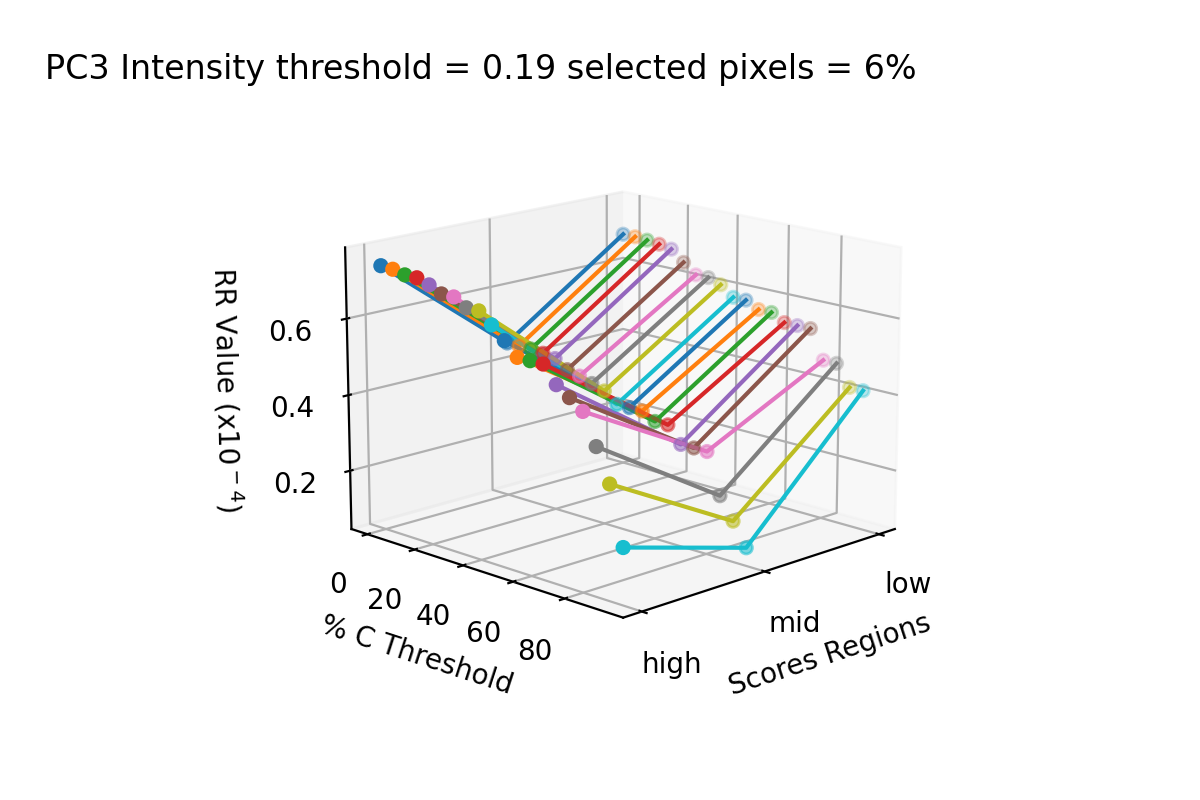 PC3 Intensity threshold = 0.19 selected pixels = 6%
RR Value (x10⁻⁴)
0.6
0.4
0.2
0
20
40
60
80
% C Threshold
high
mid
low
Scores Regions